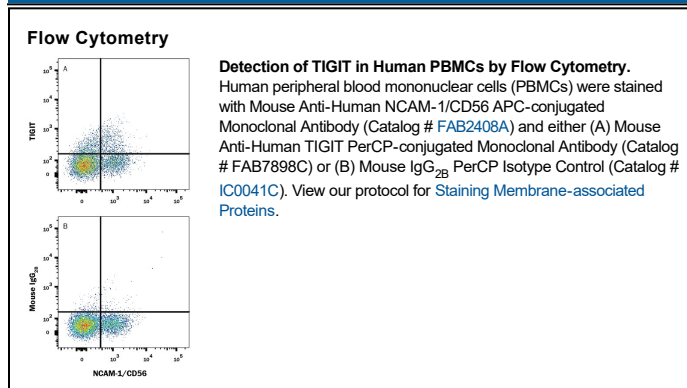 Flow Cytometry
A
10⁵
10⁴
10³
10²
0
TIGIT
0
10³
10⁴
10⁵
Detection of TIGIT in Human PBMCs by Flow Cytometry.
Human peripheral blood mononuclear cells (PBMCs) were stained
with Mouse Anti-Human NCAM-1/CD56 APC-conjugated
Monoclonal Antibody (Catalog # FAB2408A) and either (A) Mouse
Anti-Human TIGIT PerCP-conjugated Monoclonal Antibody (Catalog
# FAB7898C) or (B) Mouse IgG₂B PerCP Isotype Control (Catalog #
IC0041C). View our protocol for Staining Membrane-associated
Proteins.
B
10⁵
10⁴
10³
10²
0
Mouse IgG₂B
0
10³
10⁴
10⁵
NCAM-1/CD56